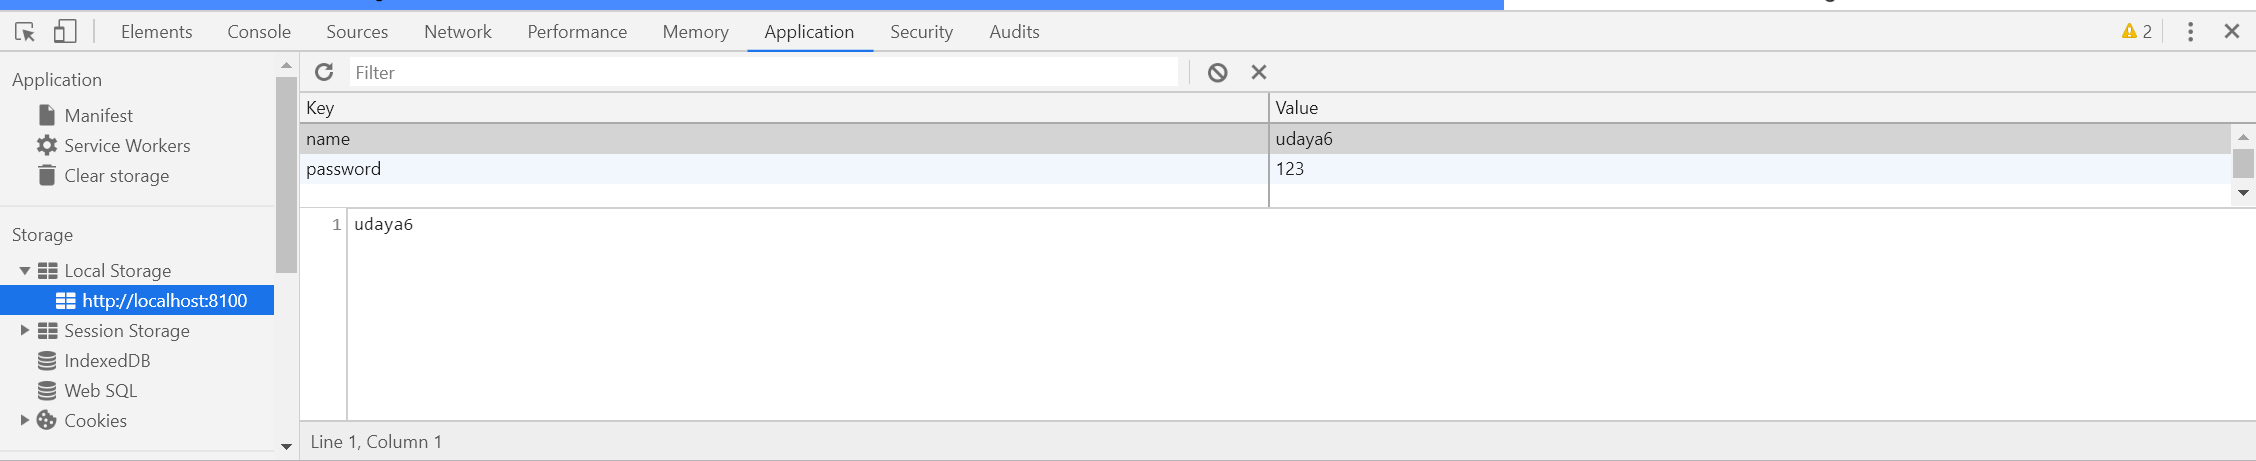 Elements Console Sources Network Performance Memory Application Security Audits 2
Application
Manifest
Service Workers
Clear storage
Storage
Local Storage
http://localhost:8100
Session Storage
IndexedDB
Web SQL
Cookies
Filter
Key Value
name udaya6
password 123
1 udaya6
Line 1, Column 1